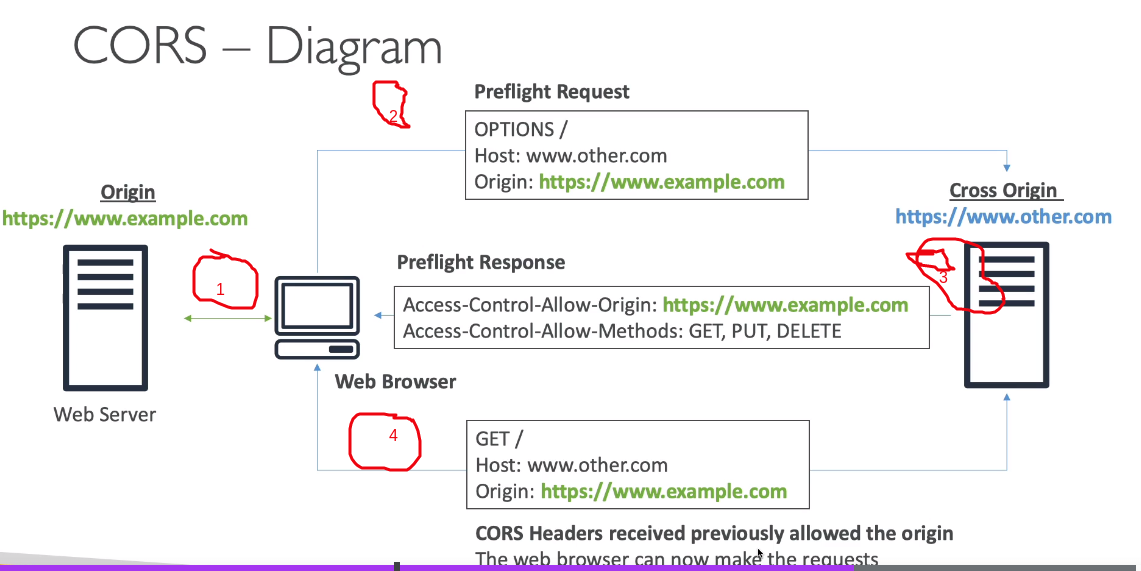 CORS – Diagram
2
Preflight Request
OPTIONS /
Host: www.other.com
Origin: https://www.example.com
Origin
https://www.example.com
Cross Origin
https://www.other.com
1
Preflight Response
3
Access-Control-Allow-Origin: https://www.example.com
Access-Control-Allow-Methods: GET, PUT, DELETE
Web Browser
Web Server
4
GET /
Host: www.other.com
Origin: https://www.example.com
CORS Headers received previously allowed the origin
The web browser can now make the requests